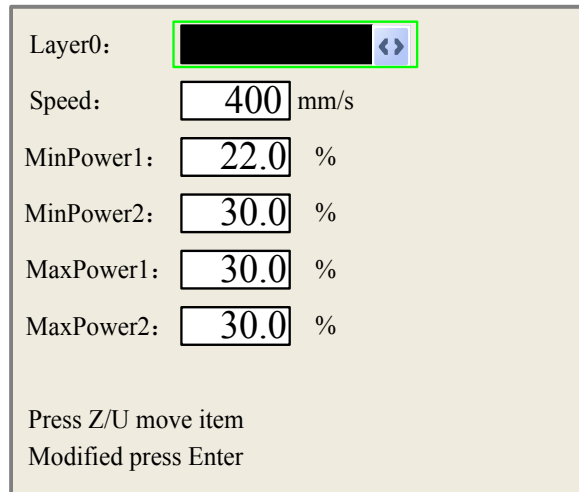 Layer0：
Speed： 400 mm/s
MinPower1： 22.0 %
MinPower2： 30.0 %
MaxPower1： 30.0 %
MaxPower2： 30.0 %
Press Z/U move item
Modified press Enter